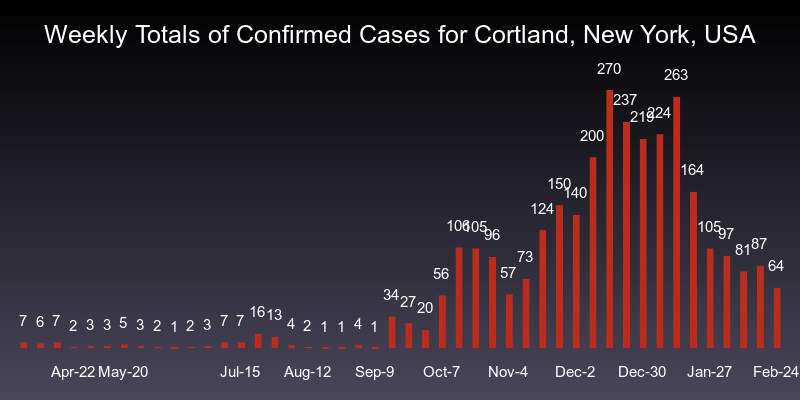 Weekly Totals of Confirmed Cases for Cortland, New York, USA
7 6 7 2 3 3 5 3 2 1 2 3 7 7 16 13 4 2 1 1 4 1 34 27 20 56 106 105 96 57 73 124 150 140 200 270 237 219 224 263 164 105 97 81 87 64
Apr-22 May-20 Jul-15 Aug-12 Sep-9 Oct-7 Nov-4 Dec-2 Dec-30 Jan-27 Feb-24